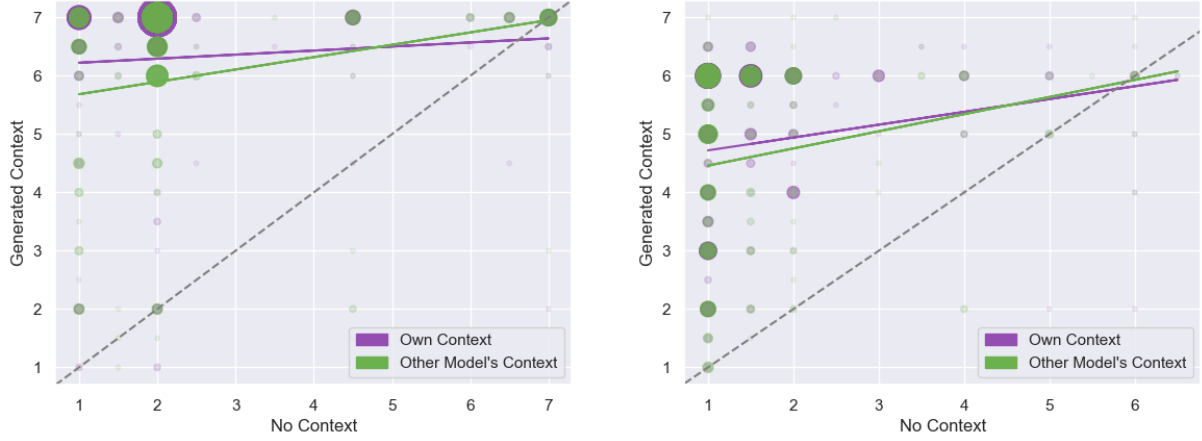 7
6
5
4
3
2
1
Generated Context
1 2 3 4 5 6 7
No Context
Own Context
Other Model's Context
7
6
5
4
3
2
1
Generated Context
1 2 3 4 5 6
No Context
Own Context
Other Model's Context